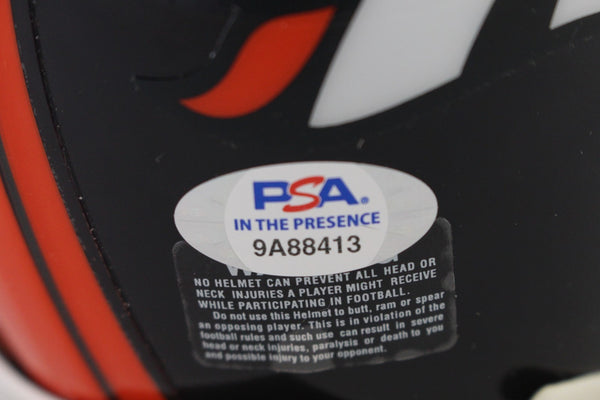 PSA®
IN THE PRESENCE
9A88413
NO HELMET CAN PREVENT ALL HEAD OR
NECK INJURIES A PLAYER MIGHT RECEIVE
WHILE PARTICIPATING IN FOOTBALL.
Do not use this Helmet to butt, ram or spear
an opposing player. This is in violation of the
football rules and such use can result in severe
head or neck injuries, paralysis or death to you
and possible injury to your opponent.